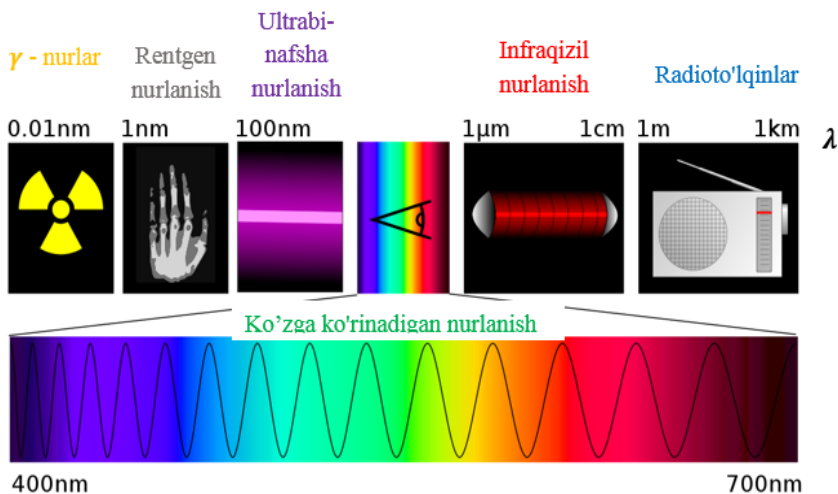 γ - nurlar
Rentgen
nurlanish
Ultrabi-
nafsha
nurlanish
Infraqizil
nurlanish
Radioto'lqinlar
0.01nm
1nm
100nm
1µm
1cm
1m
1km
λ
Ko’zga ko'rinadigan nurlanish
400nm
700nm